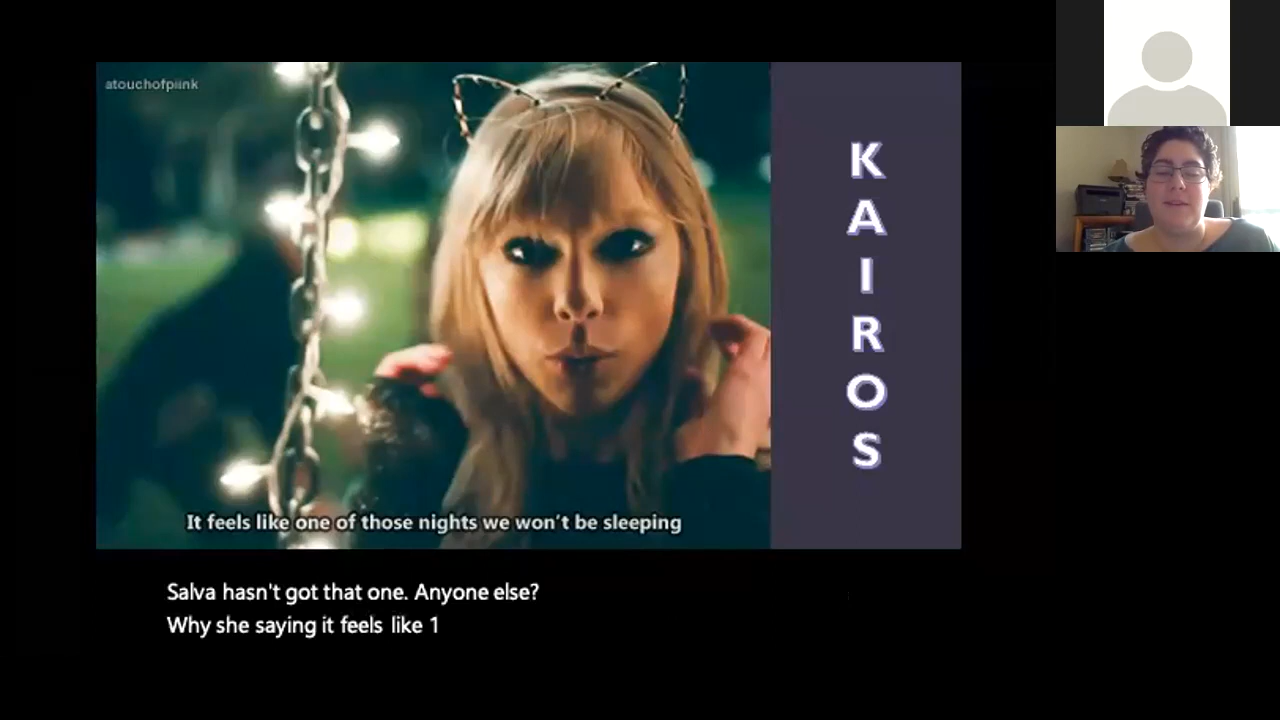 atouchofpiink
K
A
I
R
O
S
It feels like one of those nights we won't be sleeping
Salva hasn't got that one. Anyone else?
Why she saying it feels like 1